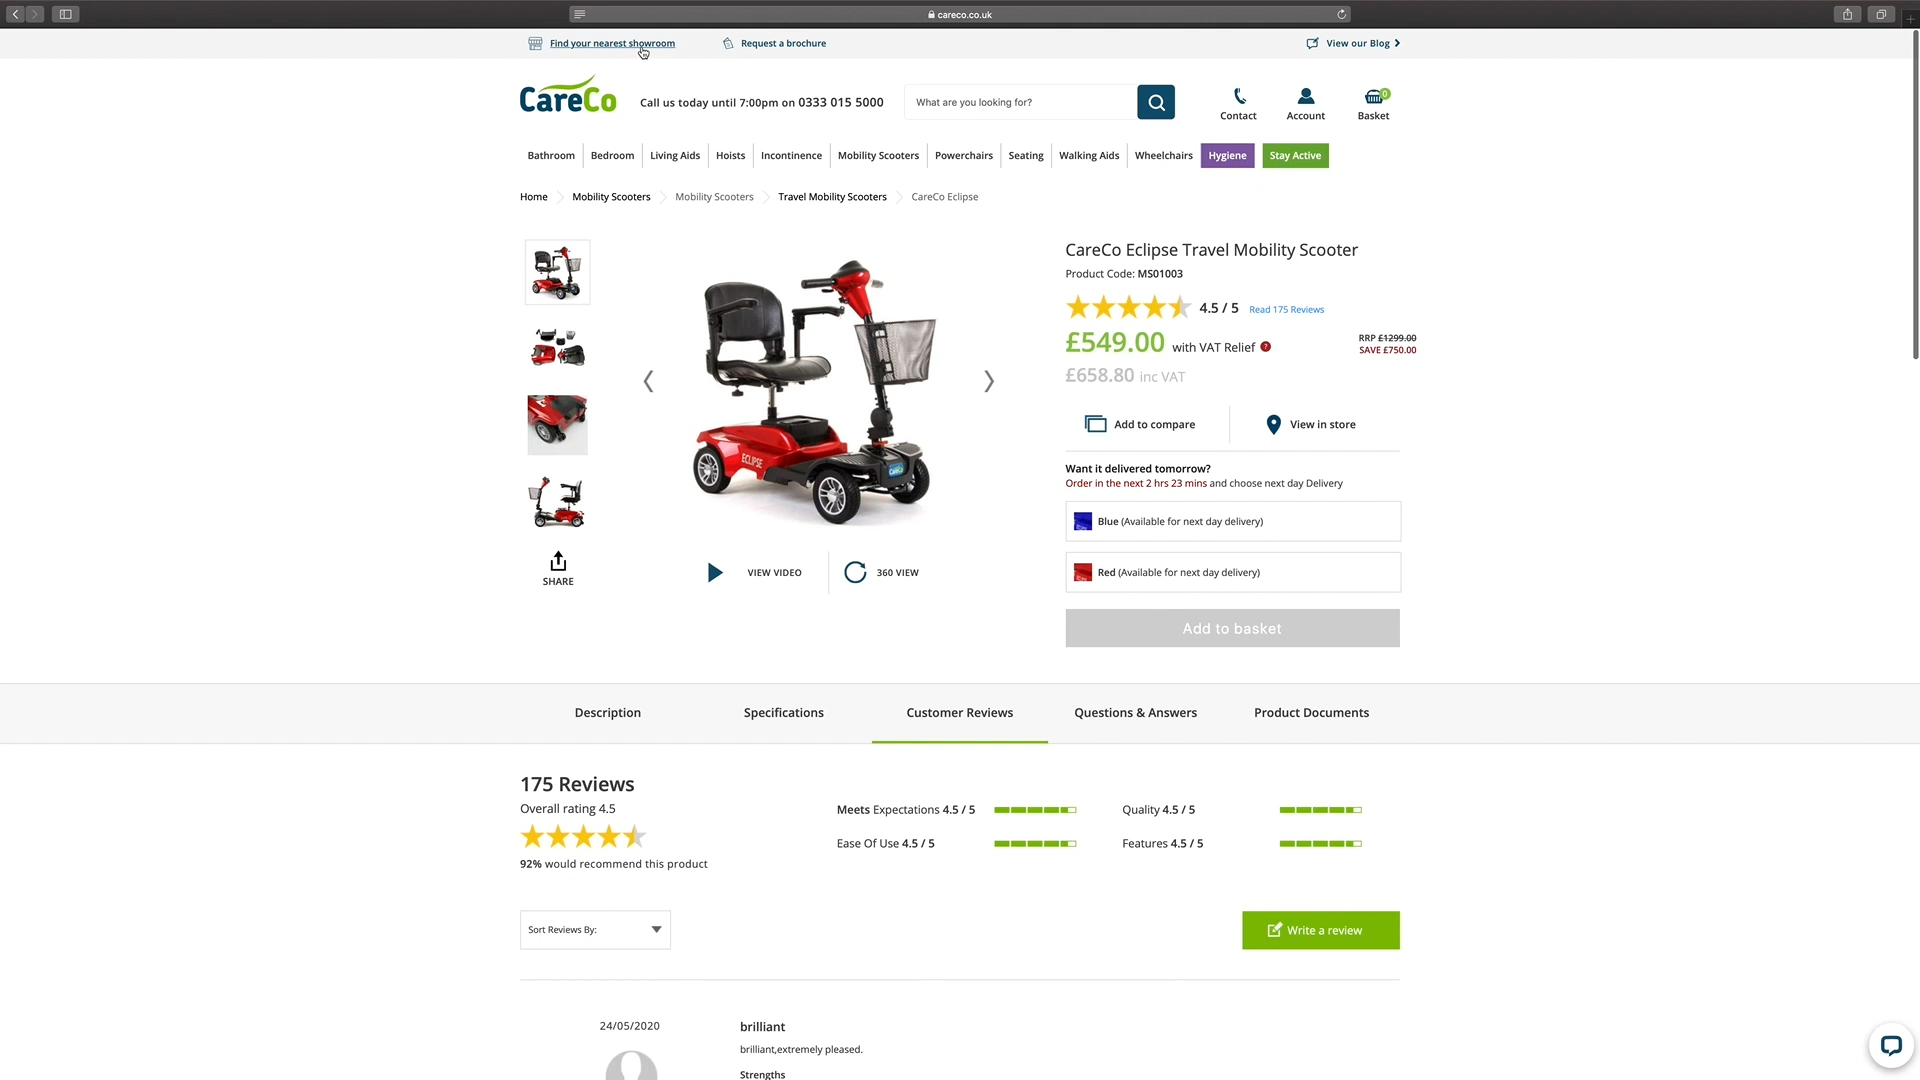 careco.co.uk
Find your nearest showroom
Request a brochure
View our Blog
CareCo
Call us today until 7:00pm on 0333 015 5000
What are you looking for?
Contact
Account
0
Basket
Bathroom
Bedroom
Living Aids
Hoists
Incontinence
Mobility Scooters
Powerchairs
Seating
Walking Aids
Wheelchairs
Hygiene
Stay Active
Home
Mobility Scooters
Mobility Scooters
Travel Mobility Scooters
CareCo Eclipse
CareCo Eclipse Travel Mobility Scooter
Product Code: MS01003
4.5 / 5
Read 175 Reviews
£549.00 with VAT Relief ?
RRP £1299.00
SAVE £750.00
£658.80 inc VAT
Add to compare
View in store
Want it delivered tomorrow?
Order in the next 2 hrs 23 mins and choose next day Delivery
Blue (Available for next day delivery)
Red (Available for next day delivery)
Add to basket
ECLIPSE
CareCo
SHARE
VIEW VIDEO
360 VIEW
Description
Specifications
Customer Reviews
Questions & Answers
Product Documents
175 Reviews
Overall rating 4.5
92% would recommend this product
Meets Expectations 4.5 / 5
Quality 4.5 / 5
Ease Of Use 4.5 / 5
Features 4.5 / 5
Sort Reviews By:
Write a review
24/05/2020
brilliant
brilliant,extremely pleased.
Strengths